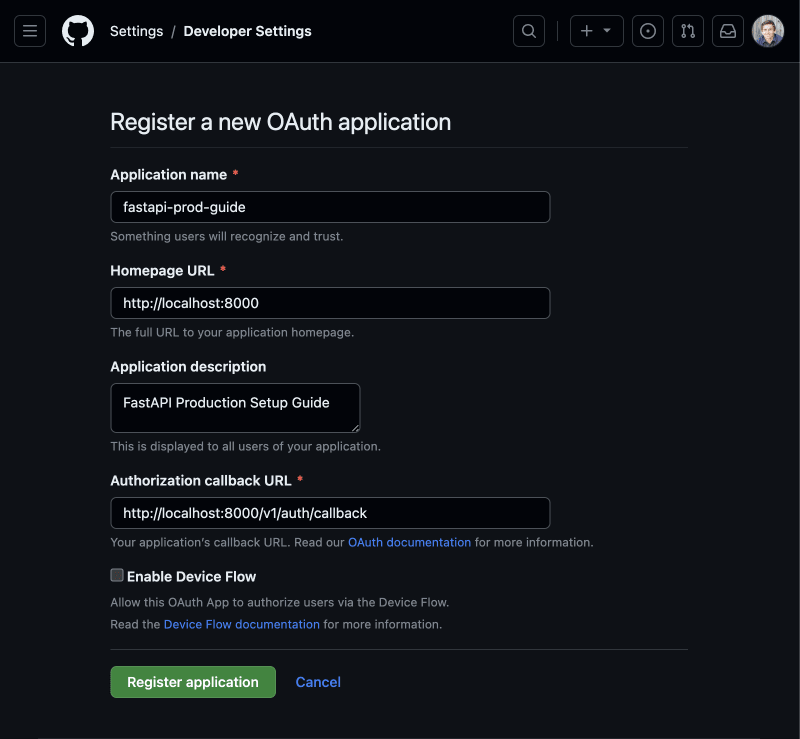 Settings / Developer Settings
Register a new OAuth application
Application name *
fastapi-prod-guide
Something users will recognize and trust.
Homepage URL *
http://localhost:8000
The full URL to your application homepage.
Application description
FastAPI Production Setup Guide
This is displayed to all users of your application.
Authorization callback URL *
http://localhost:8000/v1/auth/callback
Your application's callback URL. Read our OAuth documentation for more information.
Enable Device Flow
Allow this OAuth App to authorize users via the Device Flow.
Read the Device Flow documentation for more information.
Register application Cancel